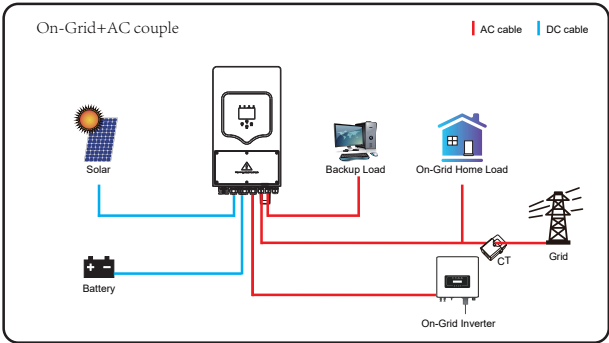 On-Grid+AC couple
AC cable
DC cable
Solar
Backup Load
On-Grid Home Load
CT
Grid
Battery
On-Grid Inverter